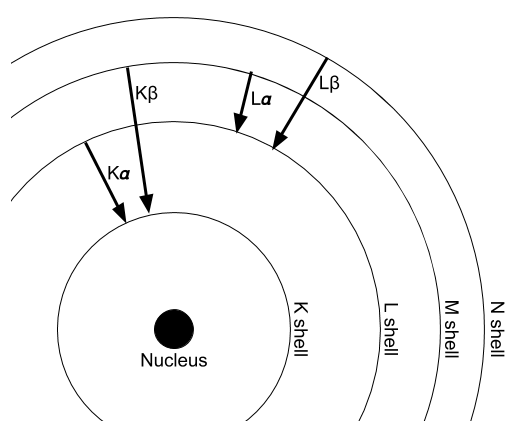 Kβ
Lα
Lβ
Kα
K shell
L shell
M shell
N shell
Nucleus